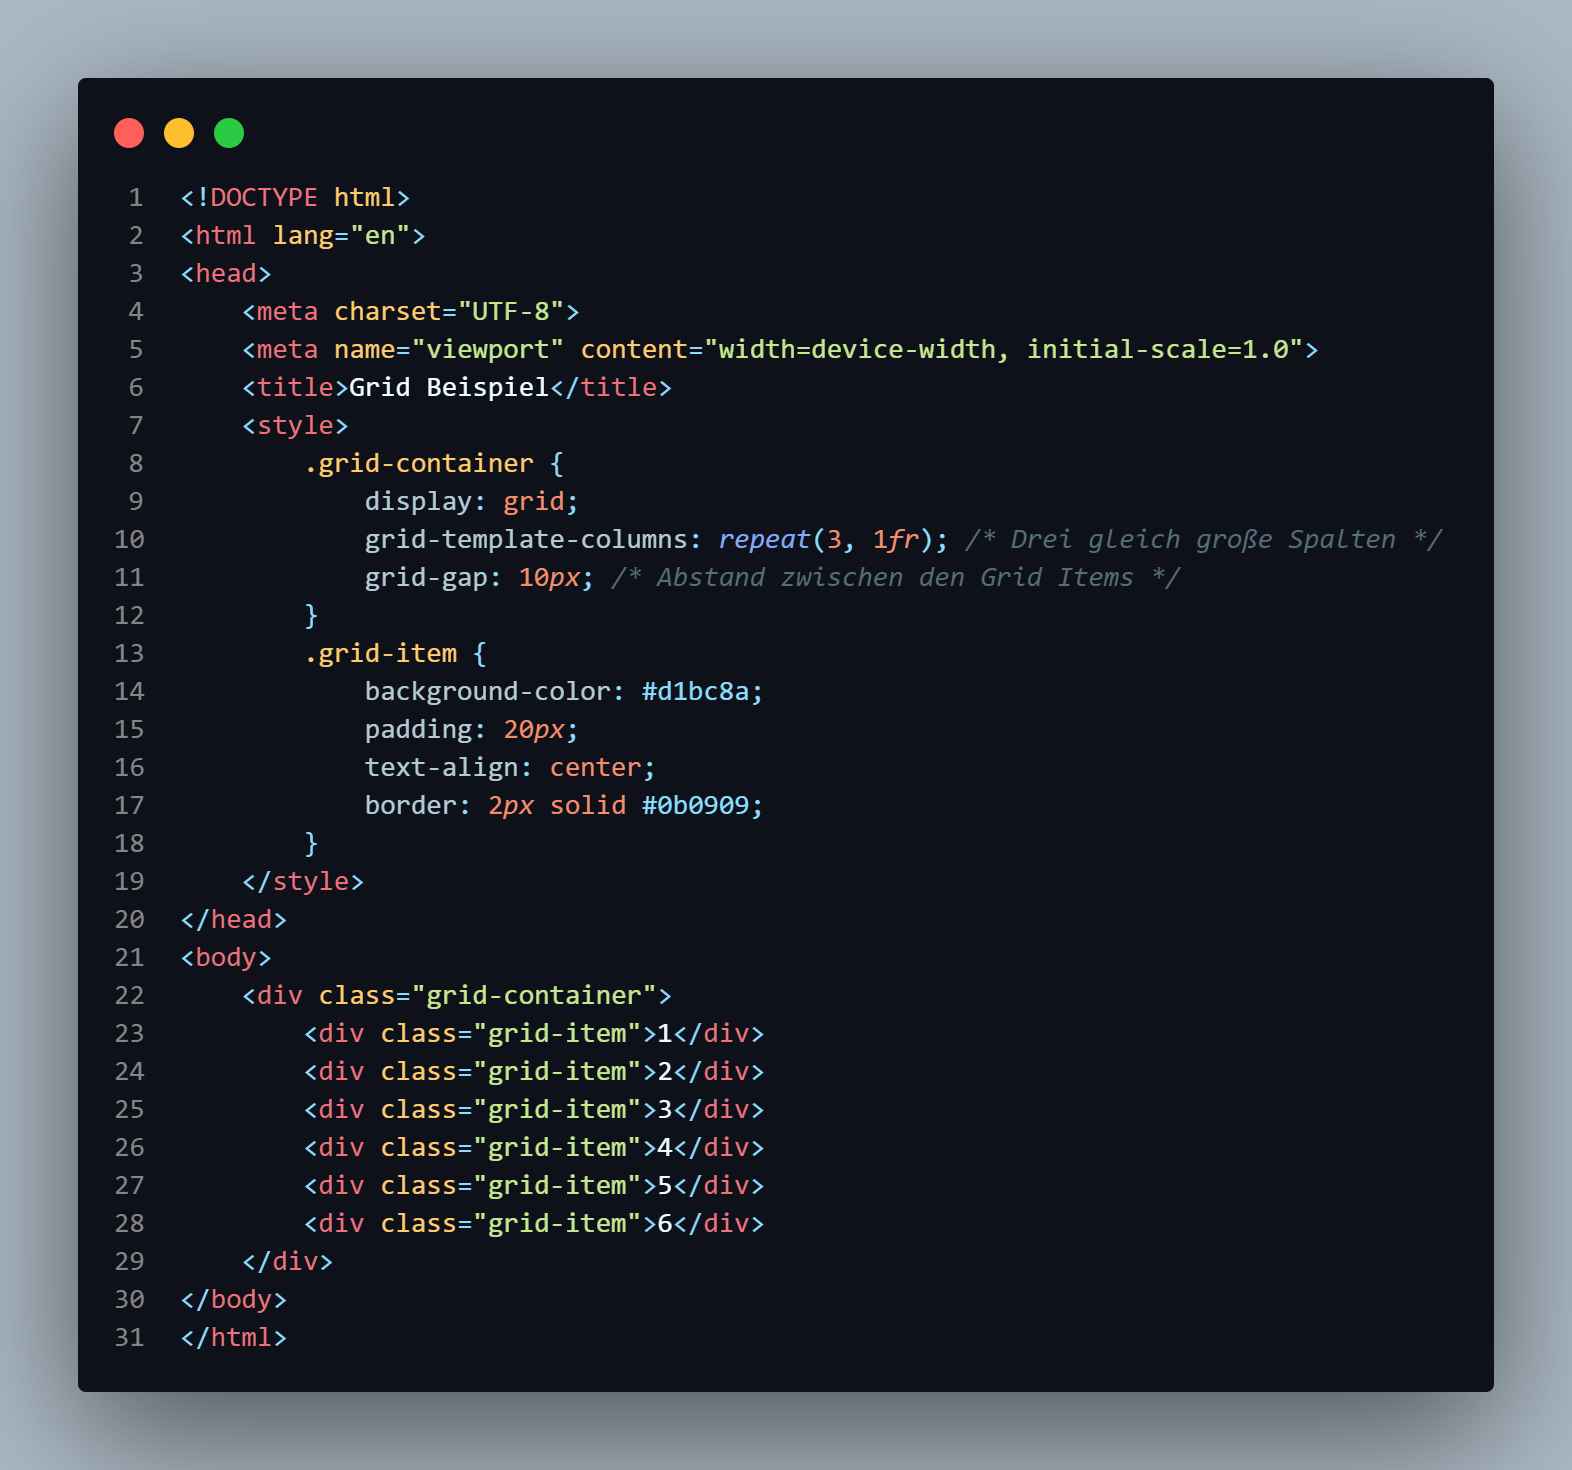 1 <!DOCTYPE html>
2 <html lang="en">
3 <head>
4     <meta charset="UTF-8">
5     <meta name="viewport" content="width=device-width, initial-scale=1.0">
6     <title>Grid Beispiel</title>
7     <style>
8         .grid-container {
9             display: grid;
10             grid-template-columns: repeat(3, 1fr); /* Drei gleich große Spalten */
11             grid-gap: 10px; /* Abstand zwischen den Grid Items */
12         }
13         .grid-item {
14             background-color: #d1bc8a;
15             padding: 20px;
16             text-align: center;
17             border: 2px solid #0b0909;
18         }
19     </style>
20 </head>
21 <body>
22     <div class="grid-container">
23         <div class="grid-item">1</div>
24         <div class="grid-item">2</div>
25         <div class="grid-item">3</div>
26         <div class="grid-item">4</div>
27         <div class="grid-item">5</div>
28         <div class="grid-item">6</div>
29     </div>
30 </body>
31 </html>